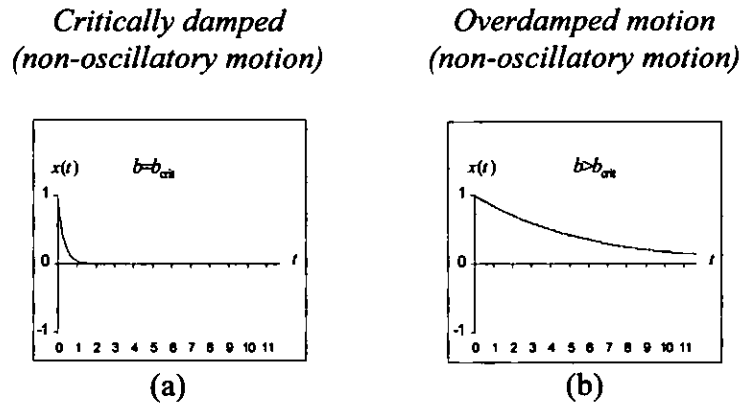 Critically damped
(non-oscillatory motion)
Overdamped motion
(non-oscillatory motion)
x(t) b=b_crit
1
0 t
-1
0 1 2 3 4 5 6 7 8 9 10 11
(a)
x(t) b>b_crit
1
0 t
-1
0 1 2 3 4 5 6 7 8 9 10 11
(b)